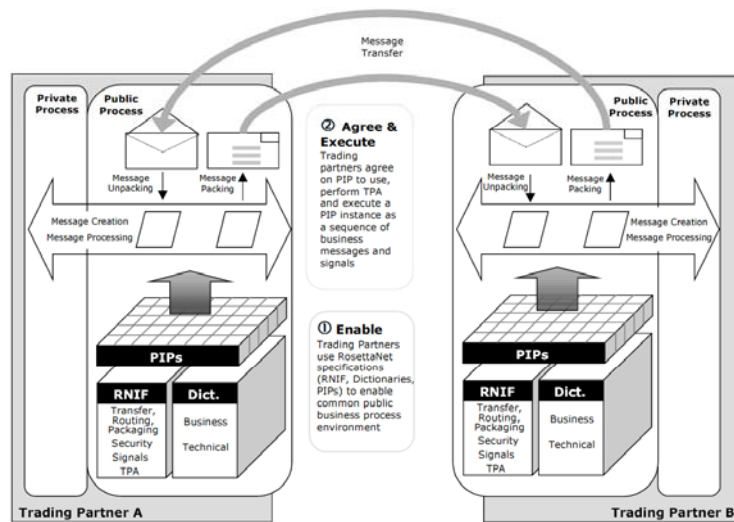 Message
Transfer
Private
Process
Public
Process
Message
Unpacking
Message
Packing
Message Creation
Message Processing
PIPs
RNIF
Transfer,
Routing,
Packaging
Security
Signals
TPA
Dict.
Business
Technical
Trading Partner A
② Agree &
Execute
Trading
partners agree
on PIP to use,
perform TPA
and execute a
PIP instance as
a sequence of
business
messages and
signals
① Enable
Trading Partners
use RosettaNet
specifications
(RNIF, Dictionaries,
PIPs) to enable
common public
business process
environment
Public
Process
Private
Process
Message
Unpacking
Message
Packing
Message Creation
Message Processing
PIPs
RNIF
Transfer,
Routing,
Packaging
Security
Signals
TPA
Dict.
Business
Technical
Trading Partner B